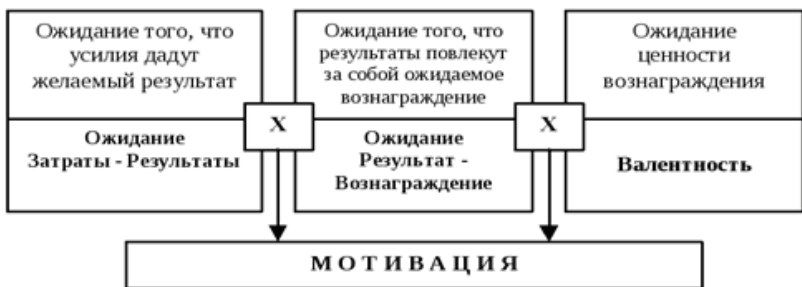 Ожидание того, что
усилия дадут
желаемый результат
Ожидание
Затраты - Результаты
X
Ожидание того, что
результаты повлекут
за собой ожидаемое
вознаграждение
Ожидание
Результат -
Вознаграждение
X
Ожидание
ценности
вознаграждения
Валентность
МОТИВАЦИЯ